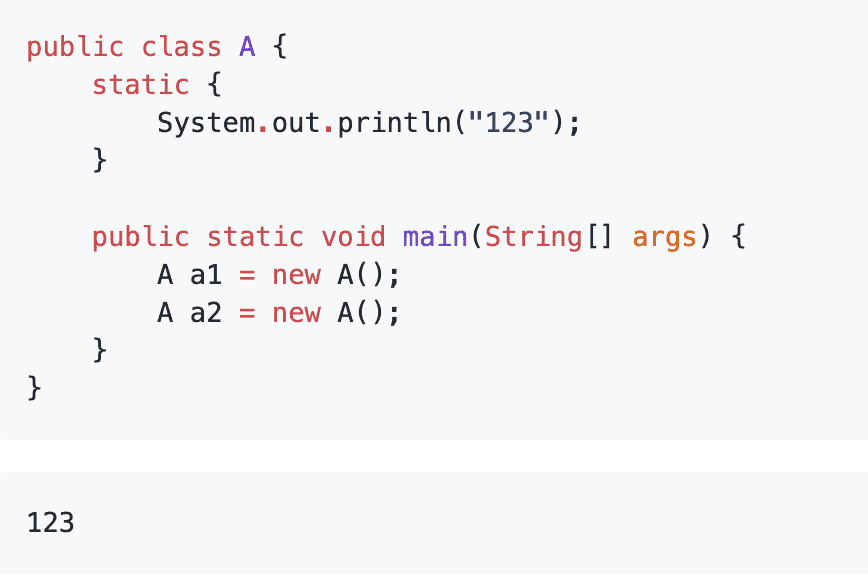 public class A {
    static {
        System.out.println("123");
    }

    public static void main(String[] args) {
        A a1 = new A();
        A a2 = new A();
    }
}

123